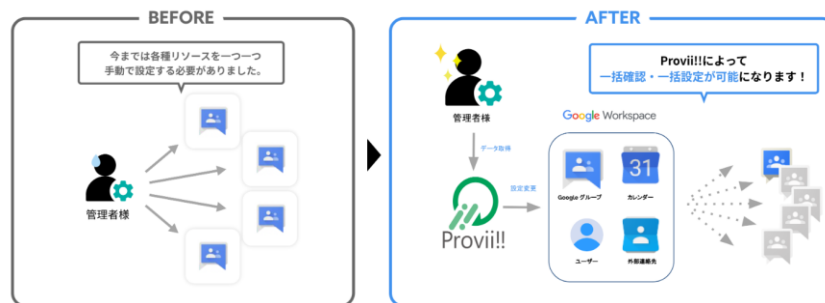 BEFORE
今までは各種リソースを一つ一つ
手動で設定する必要がありました。
管理者様
AFTER
Provii!!によって
一括確認・一括設定が可能になります！
管理者様
データ取得
Provii!!
設定変更
Google Workspace
Google グループ
31
カレンダー
ユーザー
外部連絡先